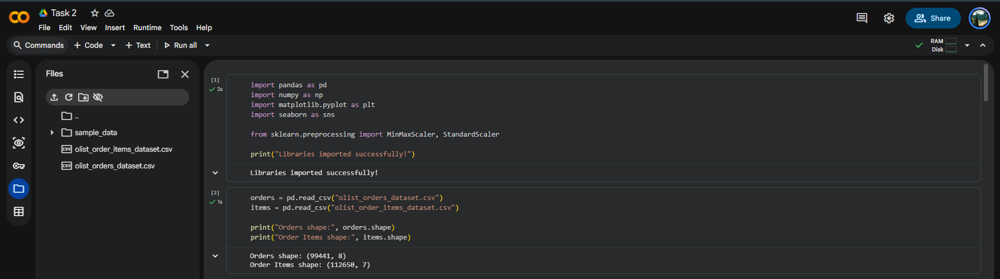 Task 2
File Edit View Insert Runtime Tools Help
Share
Commands + Code + Text Run all
RAM
Disk
Files
..
sample_data
olist_order_items_dataset.csv
olist_orders_dataset.csv
[1]
2s
import pandas as pd
import numpy as np
import matplotlib.pyplot as plt
import seaborn as sns
from sklearn.preprocessing import MinMaxScaler, StandardScaler
print("Libraries imported successfully!")
Libraries imported successfully!
[2]
1s
orders = pd.read_csv("olist_orders_dataset.csv")
items = pd.read_csv("olist_order_items_dataset.csv")
print("Orders shape:", orders.shape)
print("Order Items shape:", items.shape)
Orders shape: (99441, 8)
Order Items shape: (112650, 7)